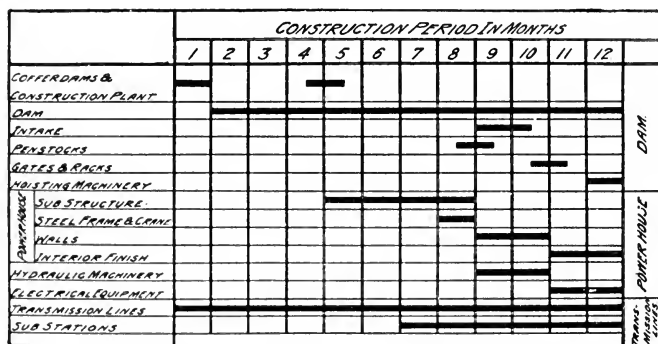 CONSTRUCTION PERIOD IN MONTHS
1 2 3 4 5 6 7 8 9 10 11 12
COFFERDAMS &
CONSTRUCTION PLANT
DAM
INTAKE
PENSTOCKS
GATES & RACKS
HOISTING MACHINERY
DAM.
POWER HOUSE
SUB STRUCTURE.
STEEL FRAME & CRANE
WALLS
INTERIOR FINISH
HYDRAULIC MACHINERY
ELECTRICAL EQUIPMENT
POWER HOUSE
TRANSMISSION LINES
SUB STATIONS
TRANS-
MISSION
LINES